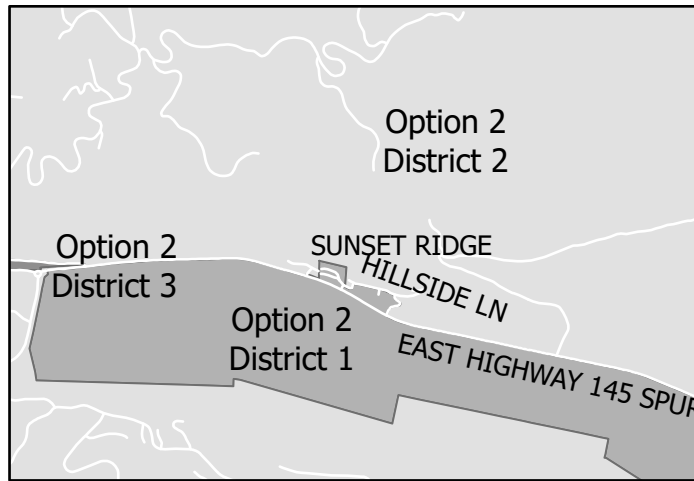 Option 2
District 2
Option 2
District 3
SUNSET RIDGE
HILLSIDE LN
Option 2
District 1
EAST HIGHWAY 145 SPUR